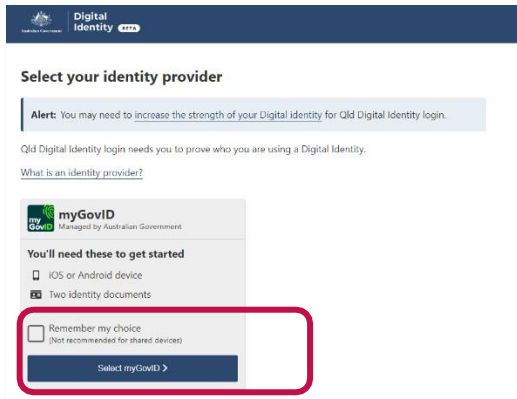 Digital
Identity BETA
Australian Government
Select your identity provider
Alert: You may need to increase the strength of your Digital identity for Qld Digital Identity login.
Qld Digital Identity login needs you to prove who you are using a Digital Identity.
What is an identity provider?
my
GovID
myGovID
Managed by Australian Government
You'll need these to get started
iOS or Android device
Two identity documents
Remember my choice
(Not recommended for shared devices)
Select myGovID >